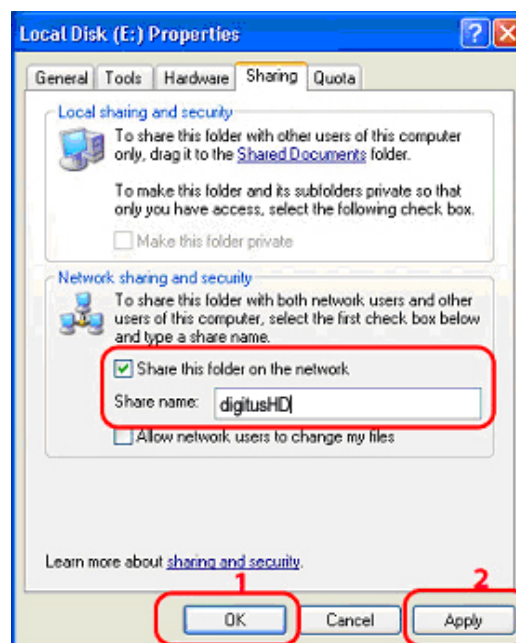 Local Disk (E:) Properties
General Tools Hardware Sharing Quota
Local sharing and security
To share this folder with other users of this computer
only, drag it to the Shared Documents folder.
To make this folder and its subfolders private so that
only you have access, select the following check box.
Make this folder private
Network sharing and security
To share this folder with both network users and other
users of this computer, select the first check box below
and type a share name.
Share this folder on the network
Share name: digitusHD
Allow network users to change my files
Learn more about sharing and security.
1 2
OK Cancel Apply